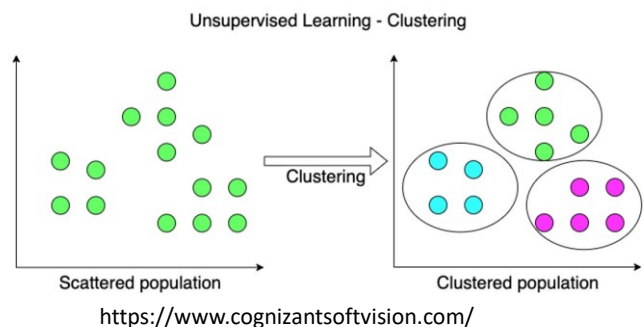 Unsupervised Learning - Clustering
Clustering
Scattered population
Clustered population
https://www.cognizantsoftvision.com/